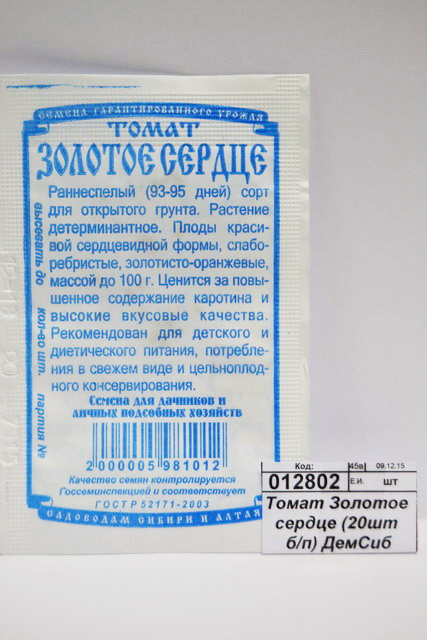 СЕМЕНА ГАРАНТИРОВАННОГО УРОЖАЯ
ТОМАТ
ЗОЛОТОЕ СЕРДЦЕ
Раннеспелый (93-95 дней) сорт
для открытого грунта. Растение
детерминантное. Плоды краси-
вой сердцевидной формы, слабо-
ребристые, золотисто-оранжевые,
массой до 100 г. Ценится за повы-
шенное содержание каротина и
высокие вкусовые качества.
Рекомендован для детского и
диетического питания, потребле-
ния в свежем виде и цельноплод-
ного консервирования.
Семена для дачников и
личных подсобных хозяйств
2000005 981012
Качество семян контролируется
Госсеминспекцией и соответствует
ГОСТ Р 52171-2003
САДОВОДАМ СИБИРИ И АЛТАЯ
высевать до
кол-во шт.
партия №
Код:
45в
09.12.15
012802
Е.И.
шт
Томат Золотое
сердце (20шт
б/п) ДемСиб